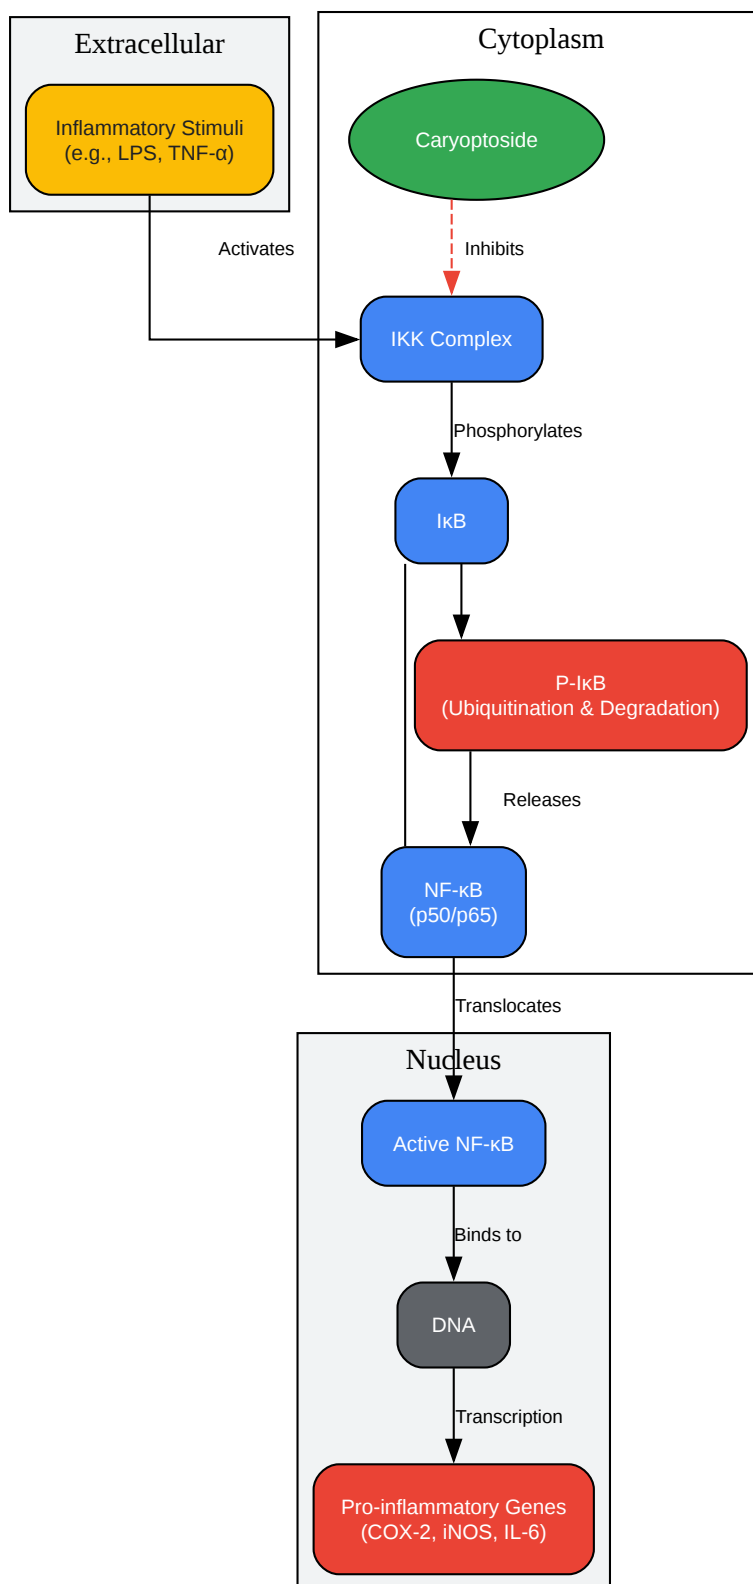 Extracellular
Inflammatory Stimuli
(e.g., LPS, TNF-α)
Cytoplasm
Caryoptoside
Activates
Inhibits
IKK Complex
Phosphorylates
IκB
P-IκB
(Ubiquitination & Degradation)
Releases
NF-κB
(p50/p65)
Translocates
Nucleus
Active NF-κB
Binds to
DNA
Transcription
Pro-inflammatory Genes
(COX-2, iNOS, IL-6)